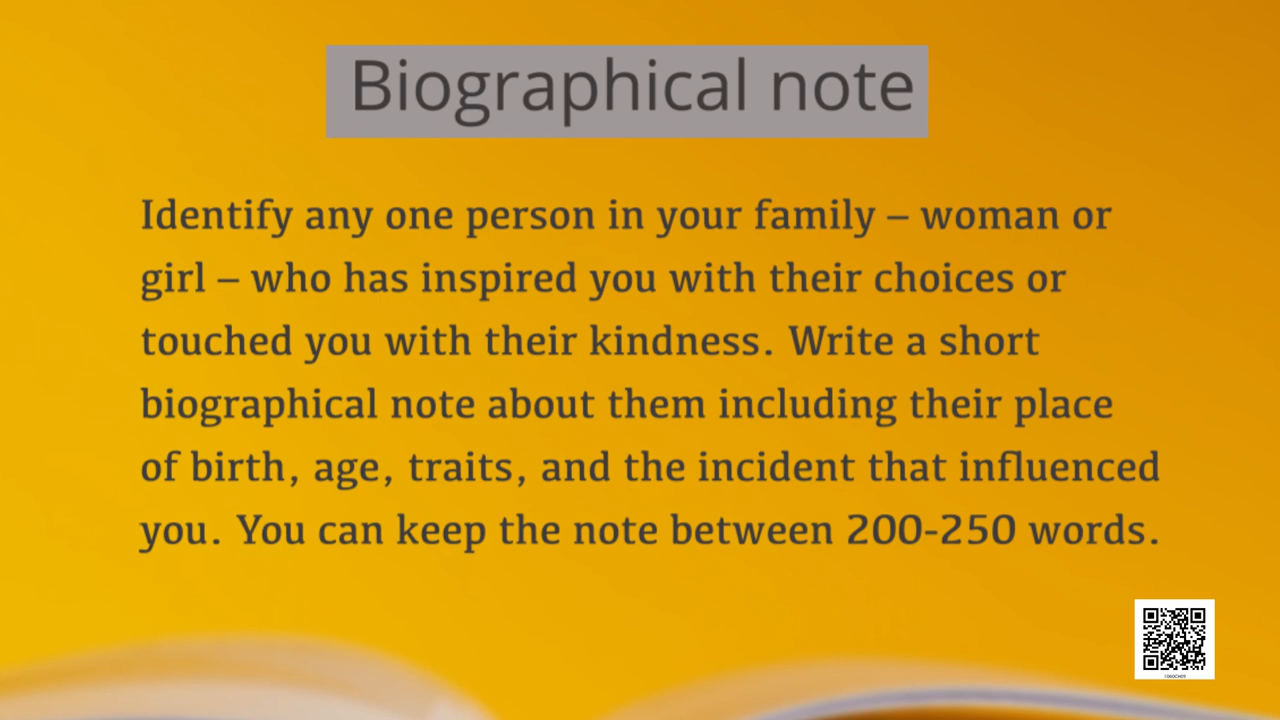 Biographical note
Identify any one person in your family – woman or
girl – who has inspired you with their choices or
touched you with their kindness. Write a short
biographical note about them including their place
of birth, age, traits, and the incident that influenced
you. You can keep the note between 200-250 words.